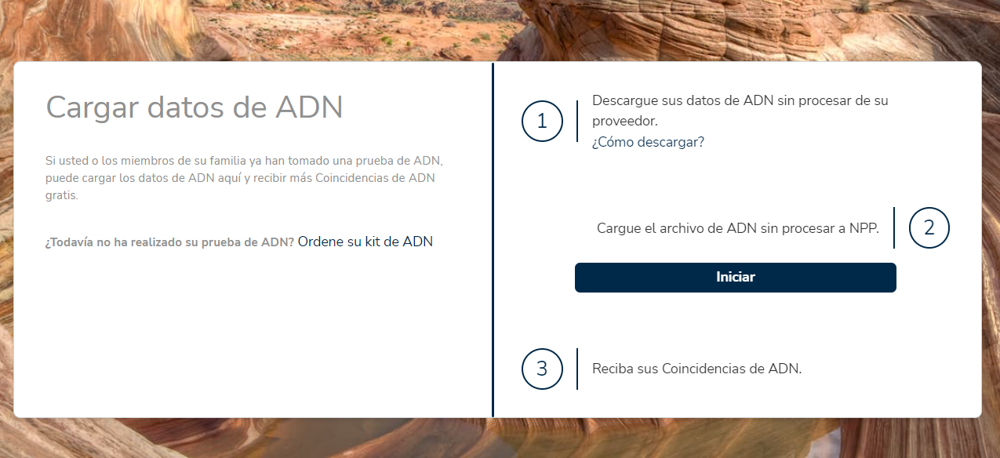 Cargar datos de ADN
Si usted o los miembros de su familia ya han tomado una prueba de ADN,
puede cargar los datos de ADN aquí y recibir más Coincidencias de ADN
gratis.
¿Todavía no ha realizado su prueba de ADN? Ordene su kit de ADN
1
Descargue sus datos de ADN sin procesar de su
proveedor.
¿Cómo descargar?
Cargue el archivo de ADN sin procesar a NPP.
2
Iniciar
3
Reciba sus Coincidencias de ADN.